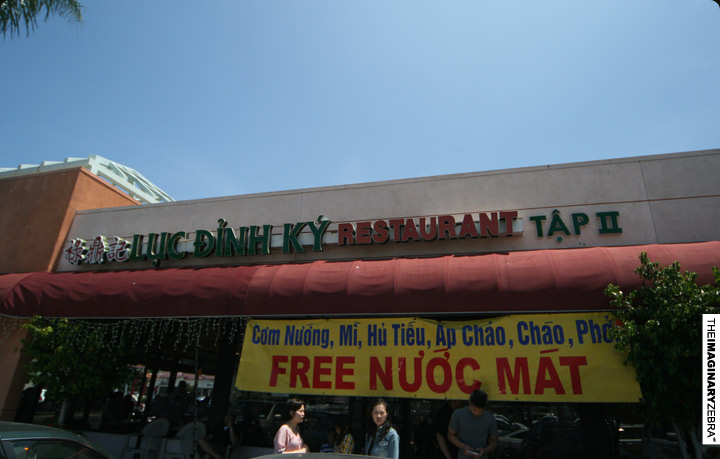 祿鼎記 LỤC ĐỈNH KÝ RESTAURANT TẬP II
Cơm Nướng, Mì, Hủ Tiếu, Áp Chảo, Cháo, Phở
FREE NƯỚC MÁT
THEIMAGINARYZEBRA*